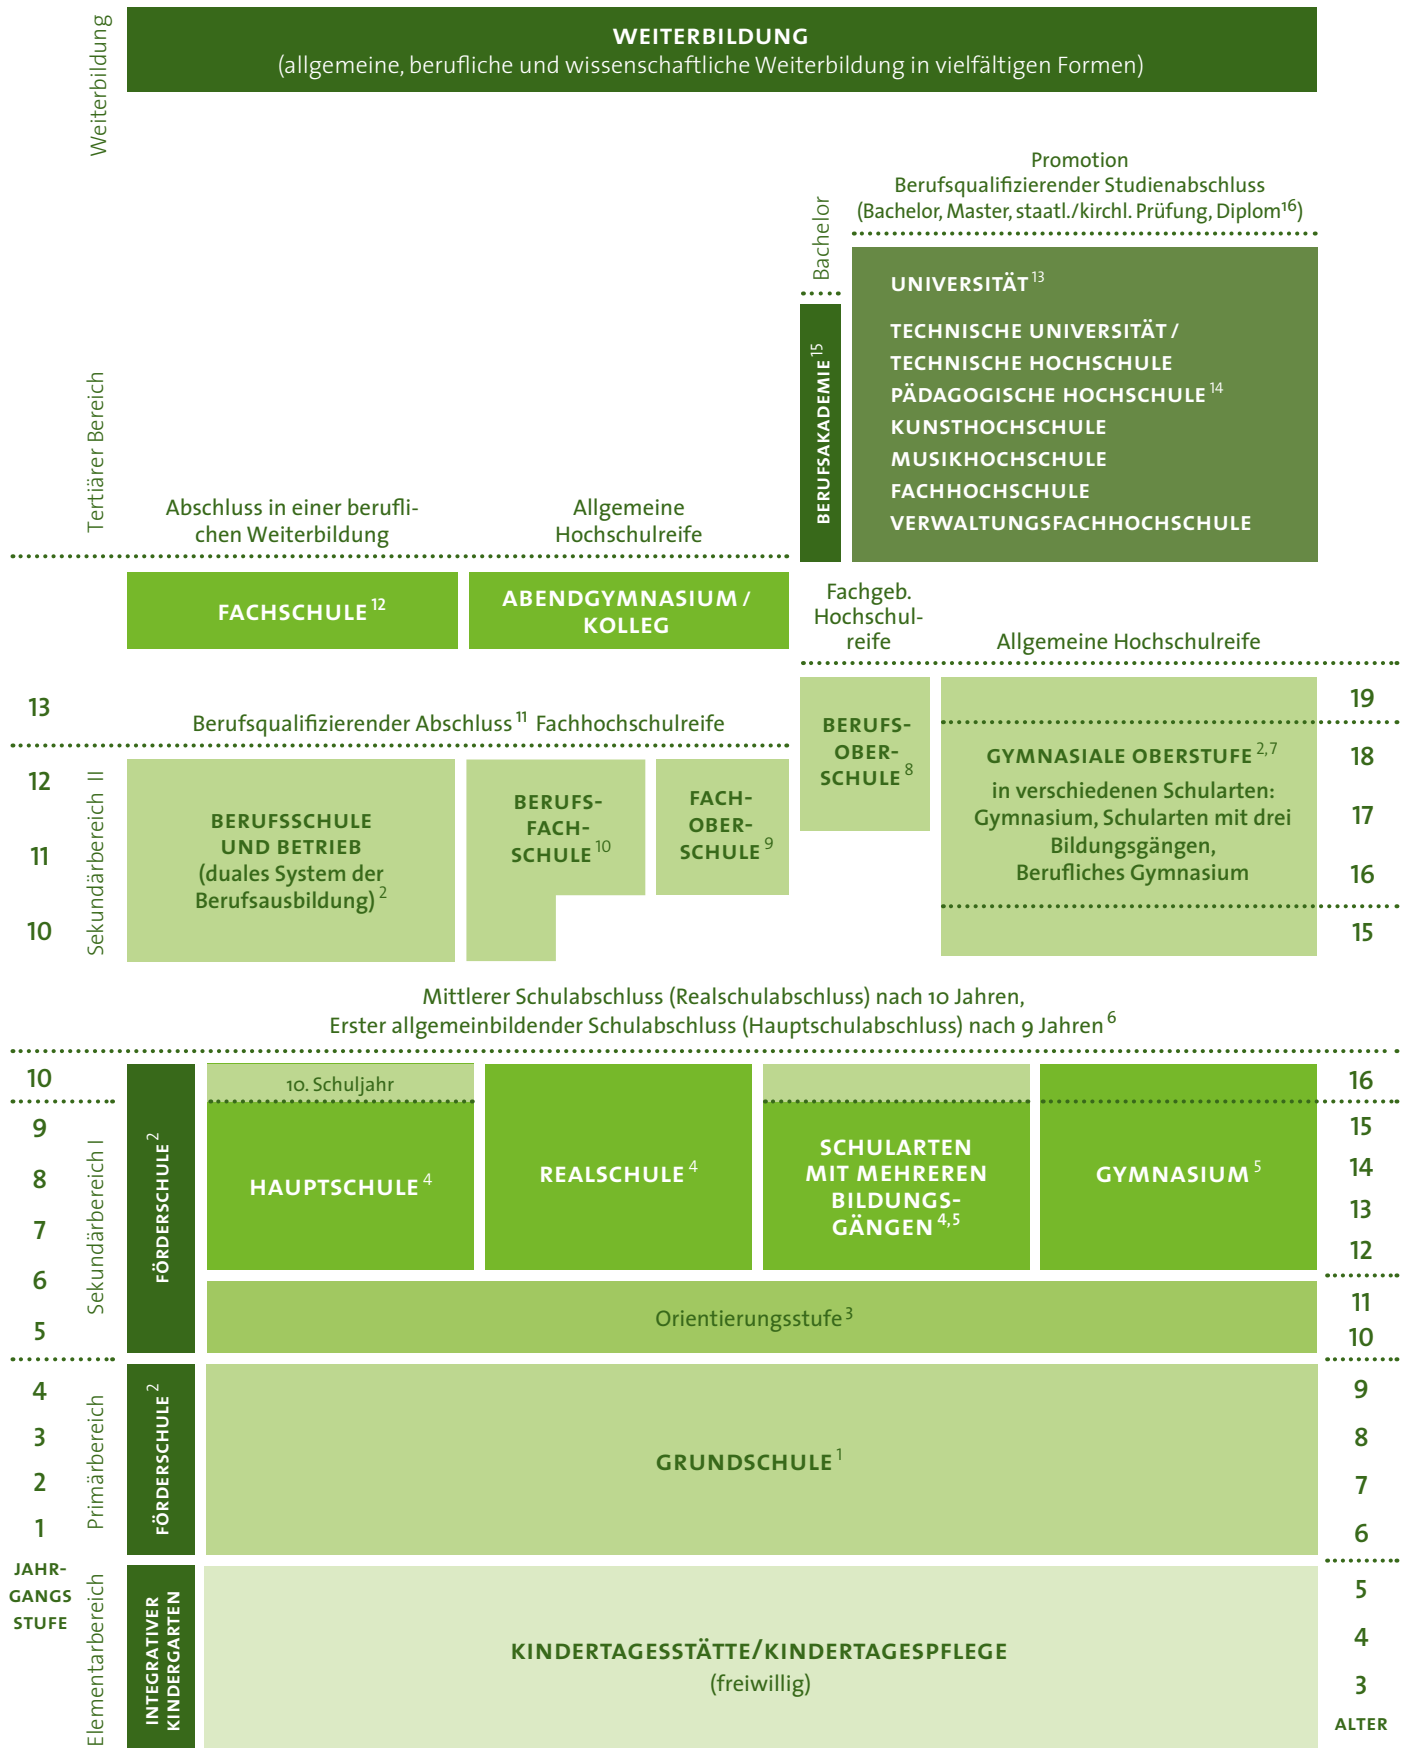 Weiterbildung
WEITERBILDUNG
(allgemeine, berufliche und wissenschaftliche Weiterbildung in vielfältigen Formen)
Promotion
Berufsqualifizierender Studienabschluss
(Bachelor, Master, staatl./kirchl. Prüfung, Diplom¹⁶)
Bachelor
Tertiärer Bereich
BERUFSAKADEMIE ¹⁵
UNIVERSITÄT ¹³
TECHNISCHE UNIVERSITÄT /
TECHNISCHE HOCHSCHULE
PÄDAGOGISCHE HOCHSCHULE ¹⁴
KUNSTHOCHSCHULE
MUSIKHOCHSCHULE
FACHHOCHSCHULE
VERWALTUNGSFACHHOCHSCHULE
Abschluss in einer berufli-
chen Weiterbildung
Allgemeine
Hochschulreife
FACHSCHULE ¹²
ABENDGYMNASIUM /
KOLLEG
Fachgeb.
Hochschul-
reife
Allgemeine Hochschulreife
13
Berufsqualifizierender Abschluss ¹¹ Fachhochschulreife
12
11
10
Sekundärbereich II
BERUFSSCHULE
UND BETRIEB
(duales System der
Berufsausbildung) ²
BERUFS-
FACH-
SCHULE ¹⁰
FACH-
OBER-
SCHULE ⁹
BERUFS-
OBER-
SCHULE ⁸
GYMNASIALE OBERSTUFE ²,⁷
in verschiedenen Schularten:
Gymnasium, Schularten mit drei
Bildungsgängen,
Berufliches Gymnasium
19
18
17
16
15
Mittlerer Schulabschluss (Realschulabschluss) nach 10 Jahren,
Erster allgemeinbildender Schulabschluss (Hauptschulabschluss) nach 9 Jahren ⁶
10
9
8
7
6
5
Sekundärbereich I
FÖRDERSCHULE ²
10. Schuljahr
HAUPTSCHULE ⁴
REALSCHULE ⁴
SCHULARTEN
MIT MEHREREN
BILDUNGS-
GÄNGEN ⁴,⁵
GYMNASIUM ⁵
Orientierungsstufe ³
16
15
14
13
12
11
10
4
3
2
1
Primärbereich
FÖRDERSCHULE ²
GRUNDSCHULE ¹
9
8
7
6
JAHR-
GANGS
STUFE
Elementarbereich
INTEGRATIVER
KINDERGARTEN
KINDERTAGESSTÄTTE/KINDERTAGESPFLEGE
(freiwillig)
5
4
3
ALTER